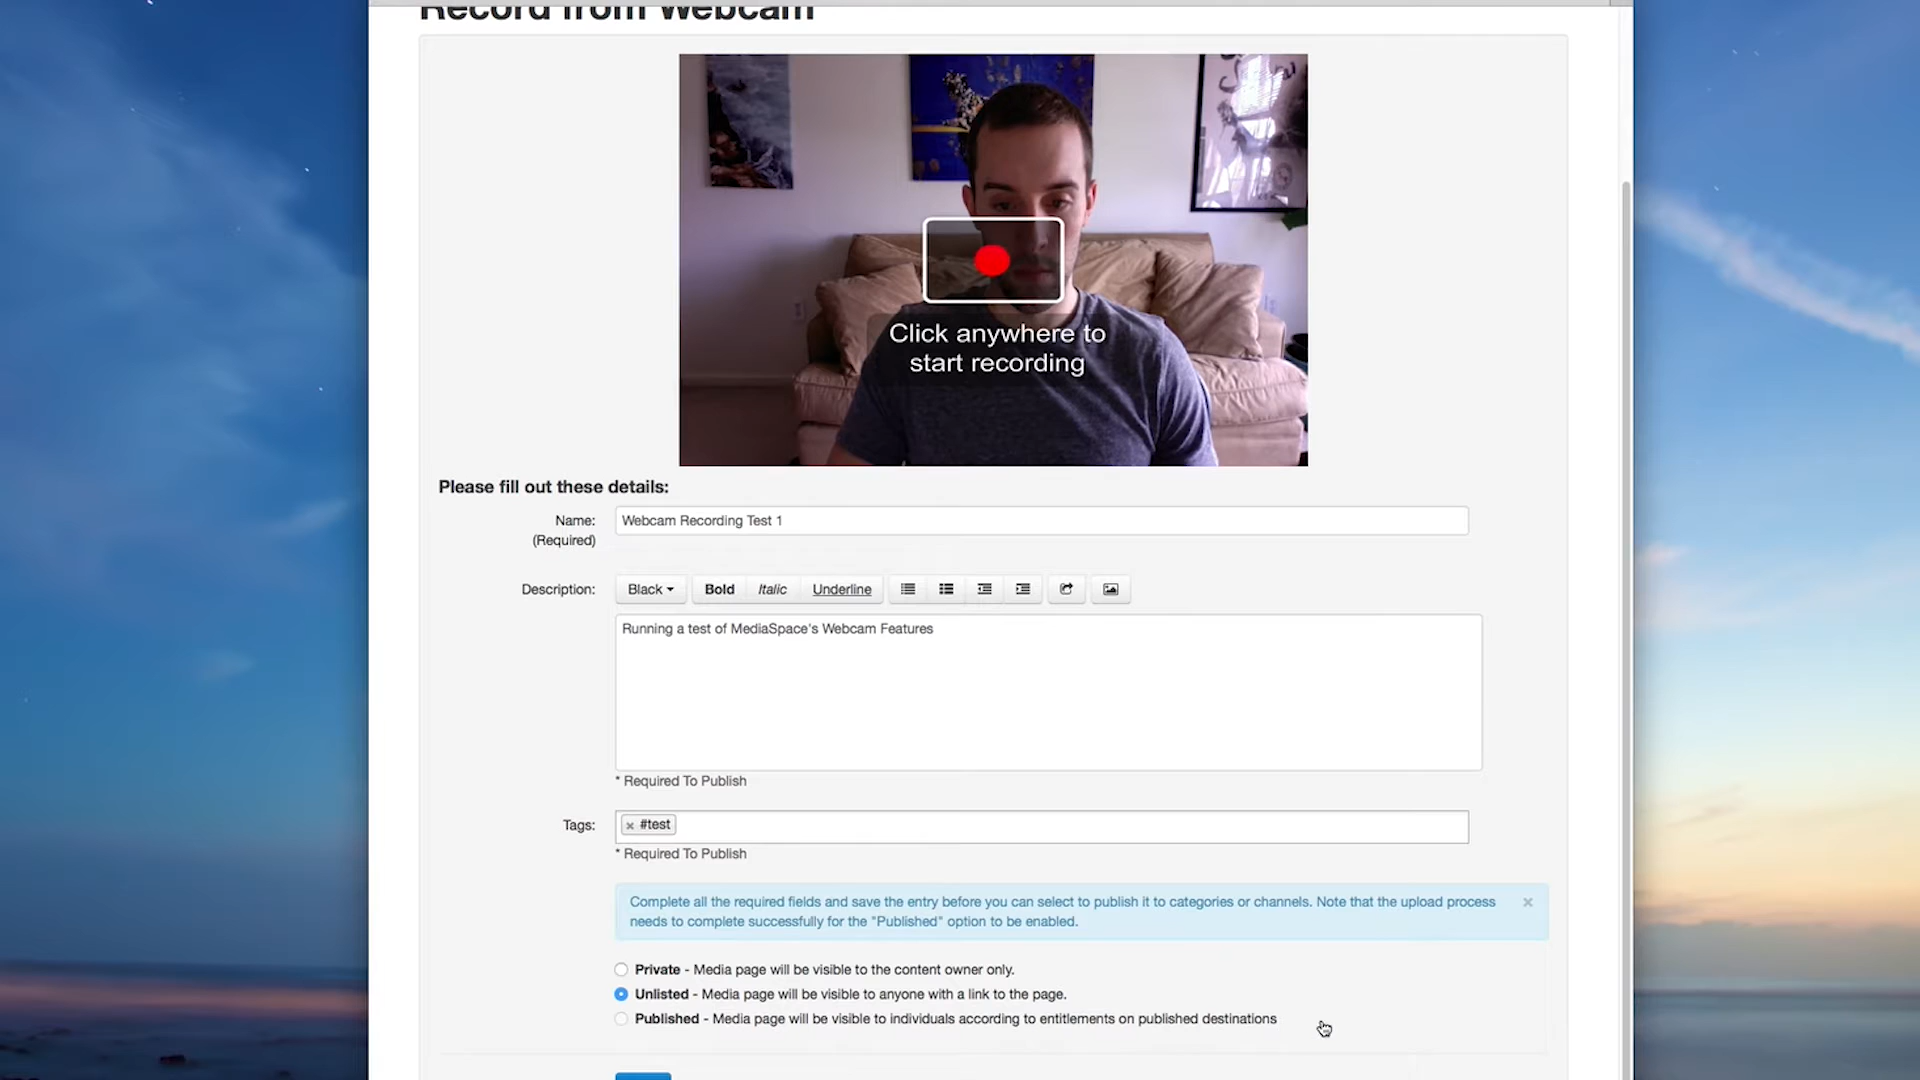 Record from Webcam
Click anywhere to
start recording
Please fill out these details:
Name:
(Required)
Webcam Recording Test 1
Description:
Black
Bold
Italic
Underline
Running a test of MediaSpace's Webcam Features
* Required To Publish
Tags:
× #test
* Required To Publish
Complete all the required fields and save the entry before you can select to publish it to categories or channels. Note that the upload process
needs to complete successfully for the "Published" option to be enabled.
×
Private - Media page will be visible to the content owner only.
Unlisted - Media page will be visible to anyone with a link to the page.
Published - Media page will be visible to individuals according to entitlements on published destinations